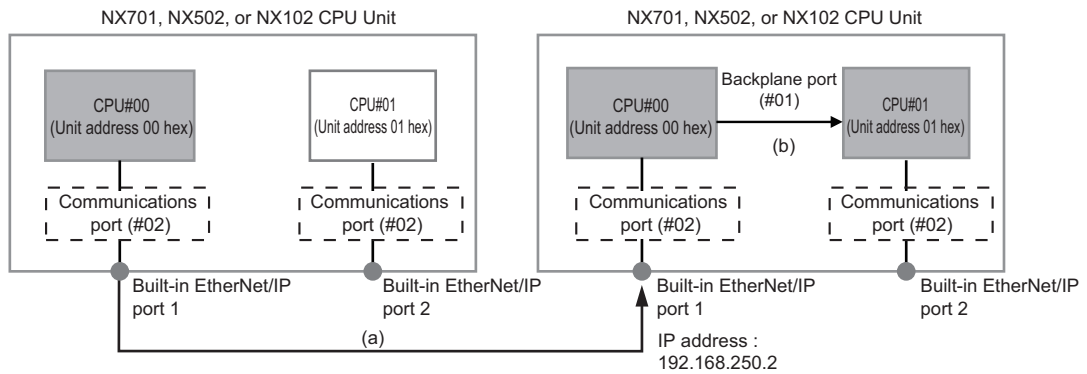 NX701, NX502, or NX102 CPU Unit
CPU#00
(Unit address 00 hex)
CPU#01
(Unit address 01 hex)
Communications
port (#02)
Communications
port (#02)
Built-in EtherNet/IP
port 1
Built-in EtherNet/IP
port 2
(a)
NX701, NX502, or NX102 CPU Unit
CPU#00
(Unit address 00 hex)
Backplane port
(#01)
(b)
CPU#01
(Unit address 01 hex)
Communications
port (#02)
Communications
port (#02)
Built-in EtherNet/IP
port 1
Built-in EtherNet/IP
port 2
IP address :
192.168.250.2